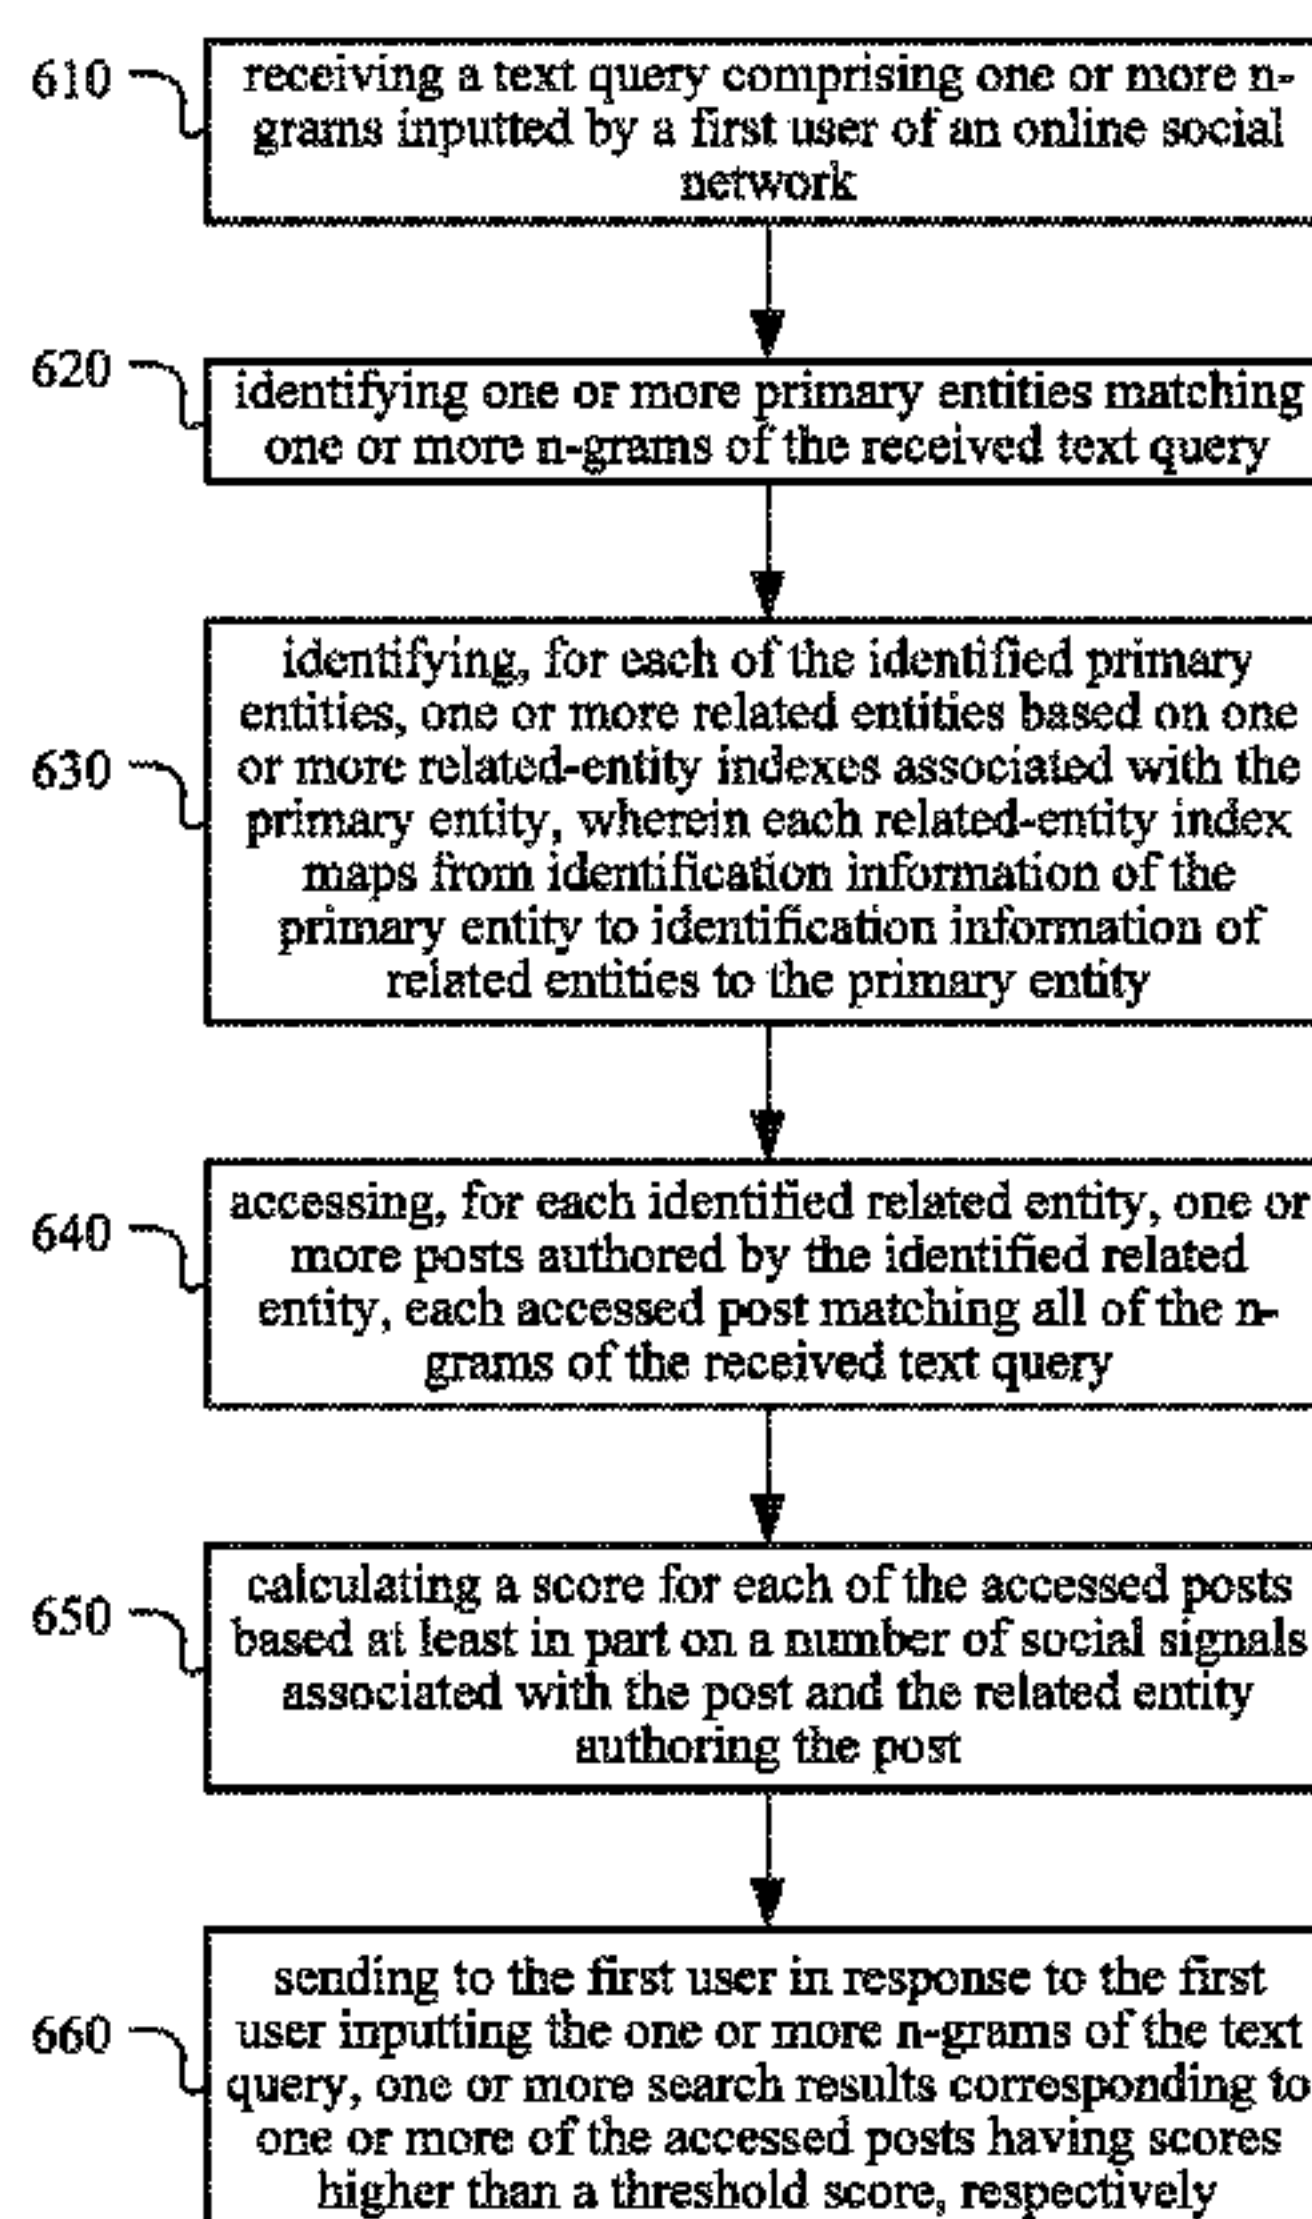 610
receiving a text query comprising one or more n-
grams inputted by a first user of an online social
network
620
identifying one or more primary entities matching
one or more n-grams of the received text query
630
identifying, for each of the identified primary
entities, one or more related entities based on one
or more related-entity indexes associated with the
primary entity, wherein each related-entity index
maps from identification information of the
primary entity to identification information of
related entities to the primary entity
640
accessing, for each identified related entity, one or
more posts authored by the identified related
entity, each accessed post matching all of the n-
grams of the received text query
650
calculating a score for each of the accessed posts
based at least in part on a number of social signals
associated with the post and the related entity
authoring the post
660
sending to the first user in response to the first
user inputting the one or more n-grams of the text
query, one or more search results corresponding to
one or more of the accessed posts having scores
higher than a threshold score, respectively